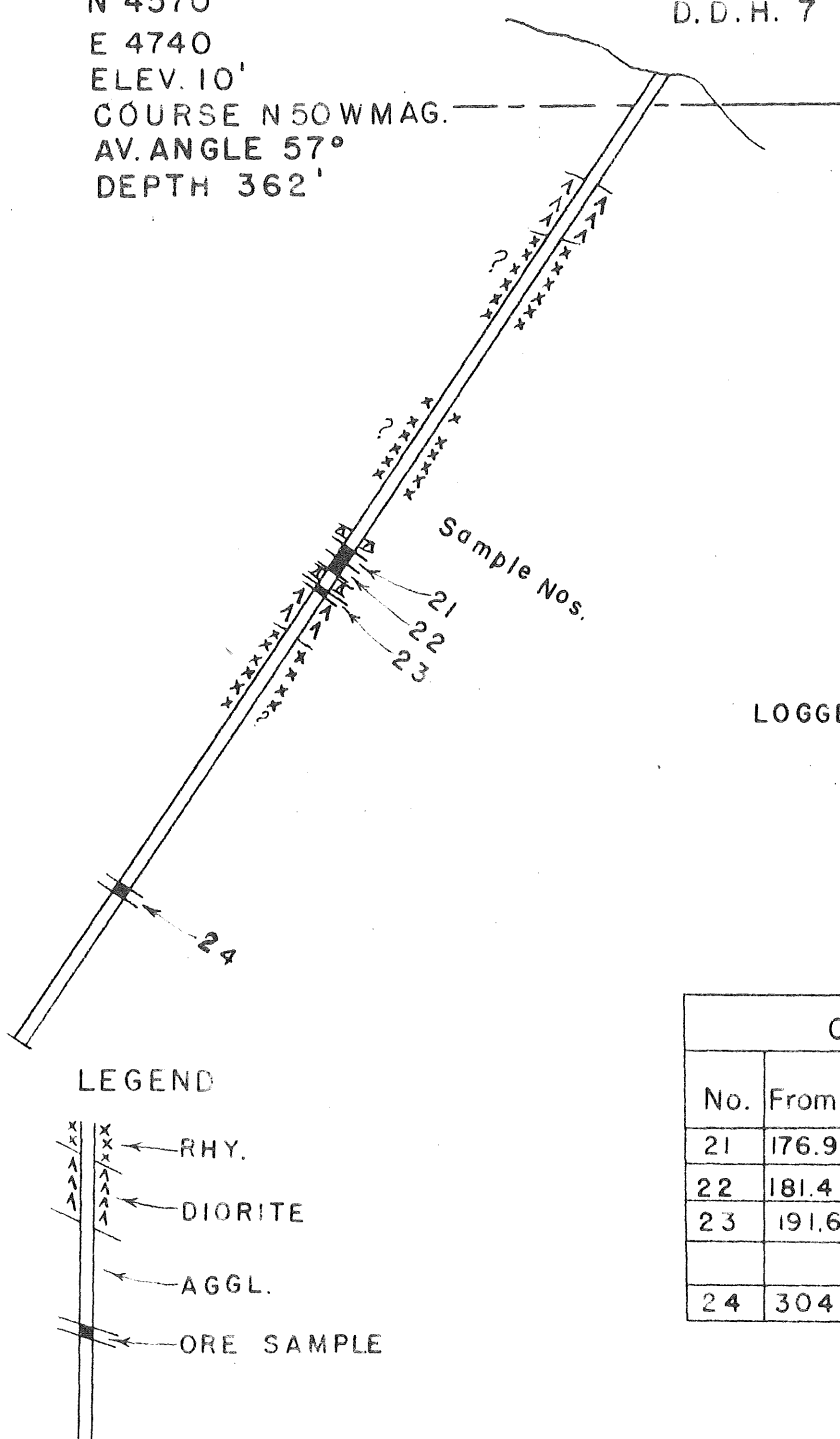 N 4570
D.D.H. 7
E 4740
ELEV. 10'
COURSE N 50 W MAG.
AV. ANGLE 57°
DEPTH 362'
?
?
Sample Nos.
21
22
23
?
LOGGE
24
LEGEND
RHY.
DIORITE
AGGL.
ORE SAMPLE
No. From
21 176.9
22 181.4
23 191.6
24 304